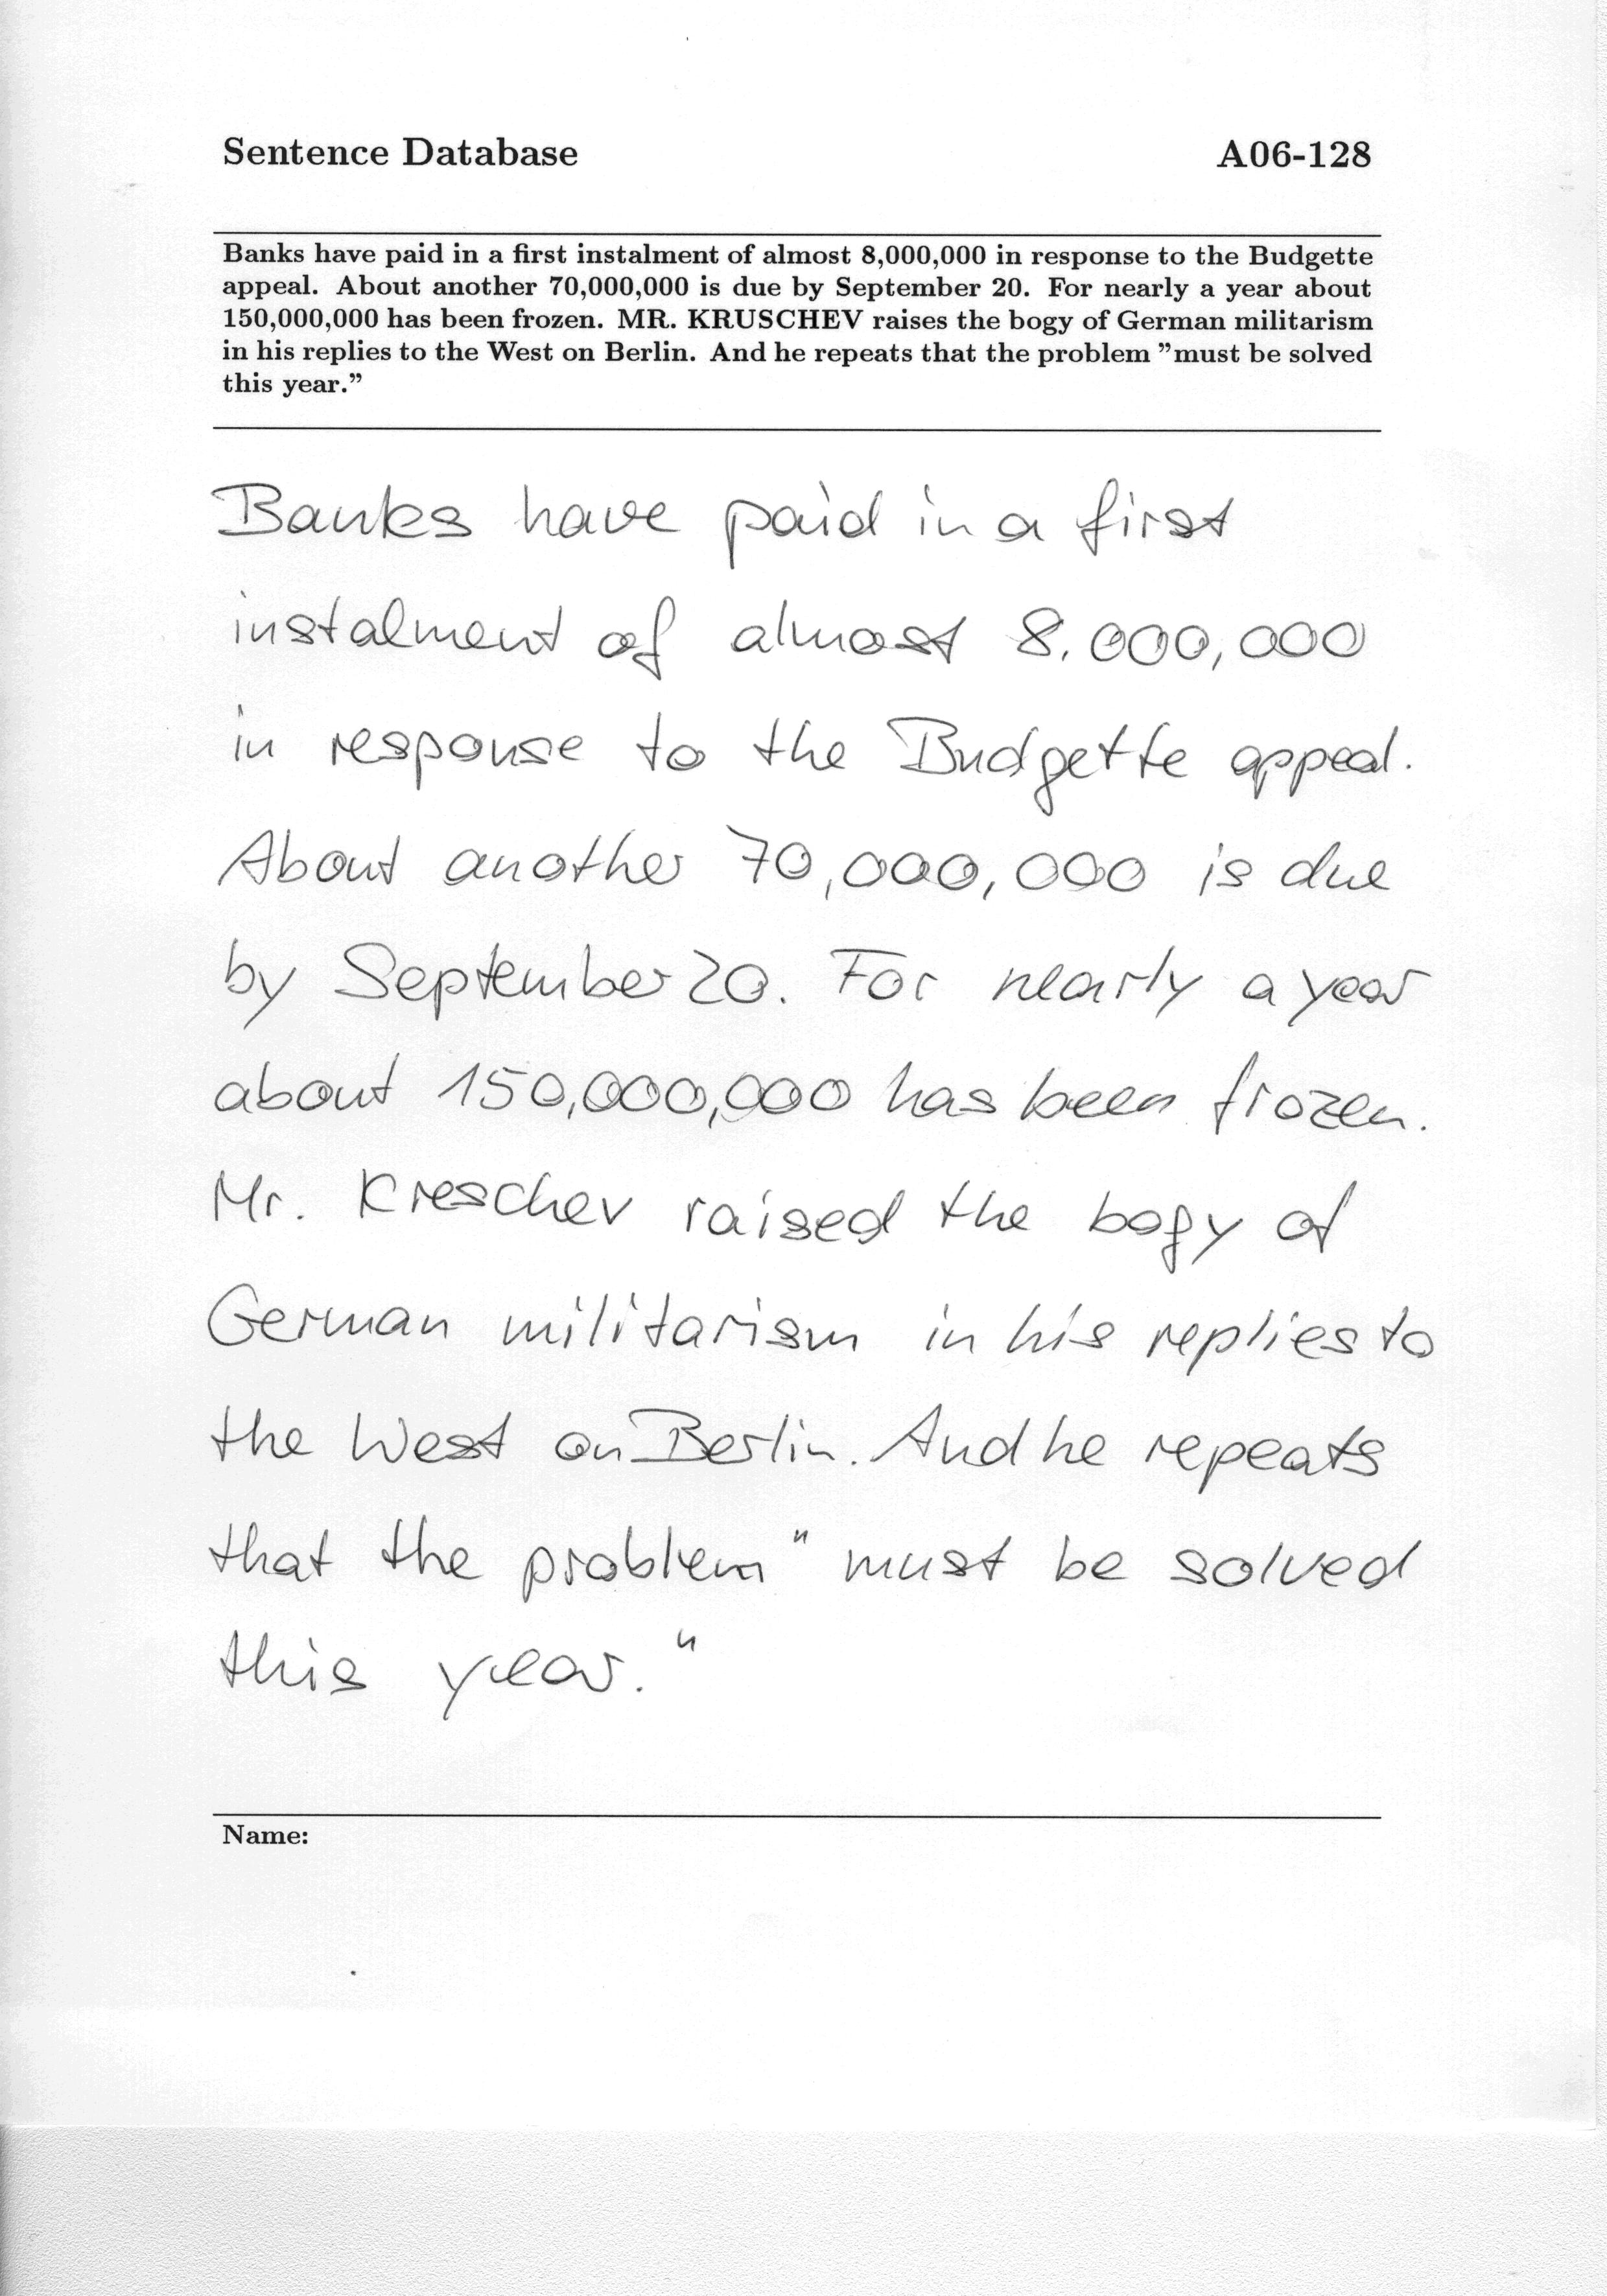 Sentence Database A06-128
Banks have paid in a first instalment of almost 8,000,000 in response to the Budgette
appeal. About another 70,000,000 is due by September 20. For nearly a year about
150,000,000 has been frozen. MR. KRUSCHEV raises the bogy of German militarism
in his replies to the West on Berlin. And he repeats that the problem ”must be solved
this year.”
Banks have paid in a first
instalment of almost 8.000,000
in response to the Budgette appeal.
About another 70,000,000 is due
by September 20. For nearly a year
about 150,000,000 has been frozen.
Mr. Kreschev raised the bogy of
German militarism in his replies to
the West on Berlin. And he repeats
that the problem " must be solved
this year."
Name: